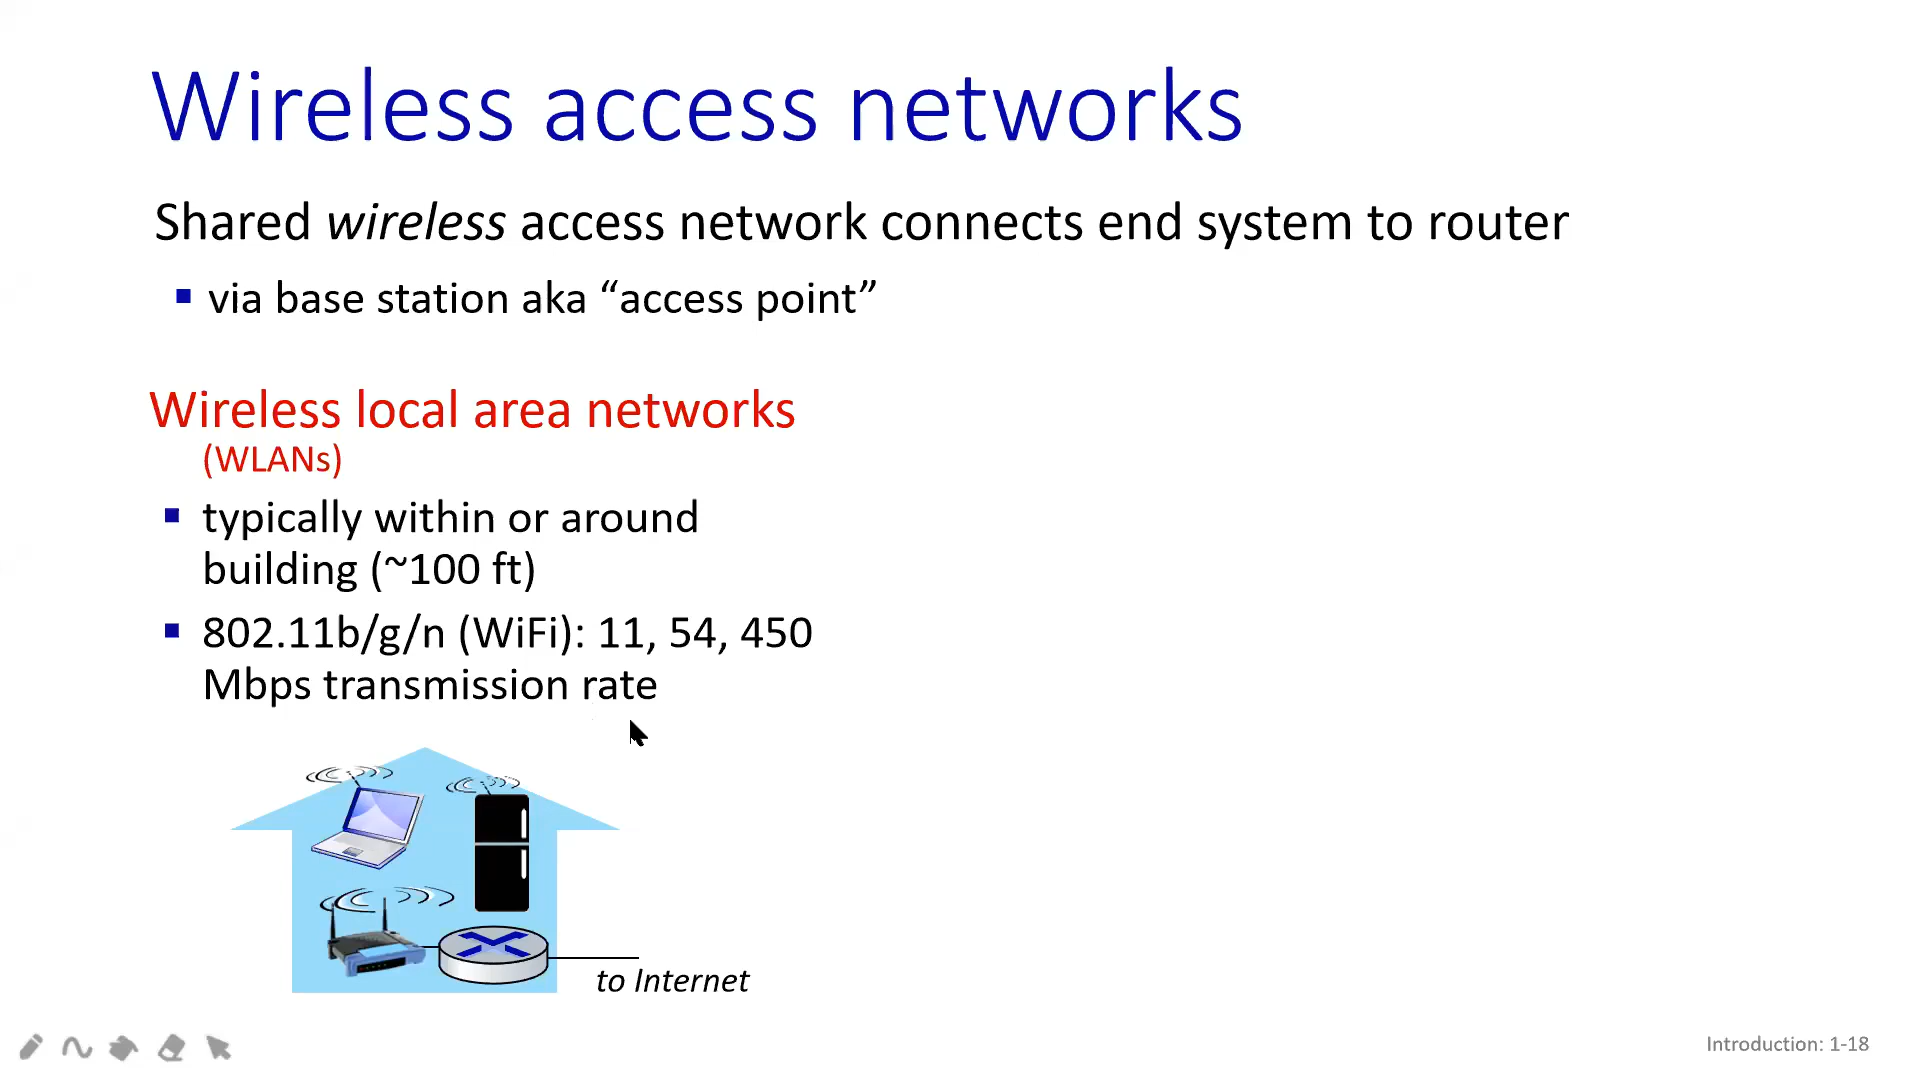 Wireless access networks
Shared wireless access network connects end system to router
▪ via base station aka “access point”
Wireless local area networks
(WLANs)
▪ typically within or around
building (~100 ft)
▪ 802.11b/g/n (WiFi): 11, 54, 450
Mbps transmission rate
to Internet
Introduction: 1-18